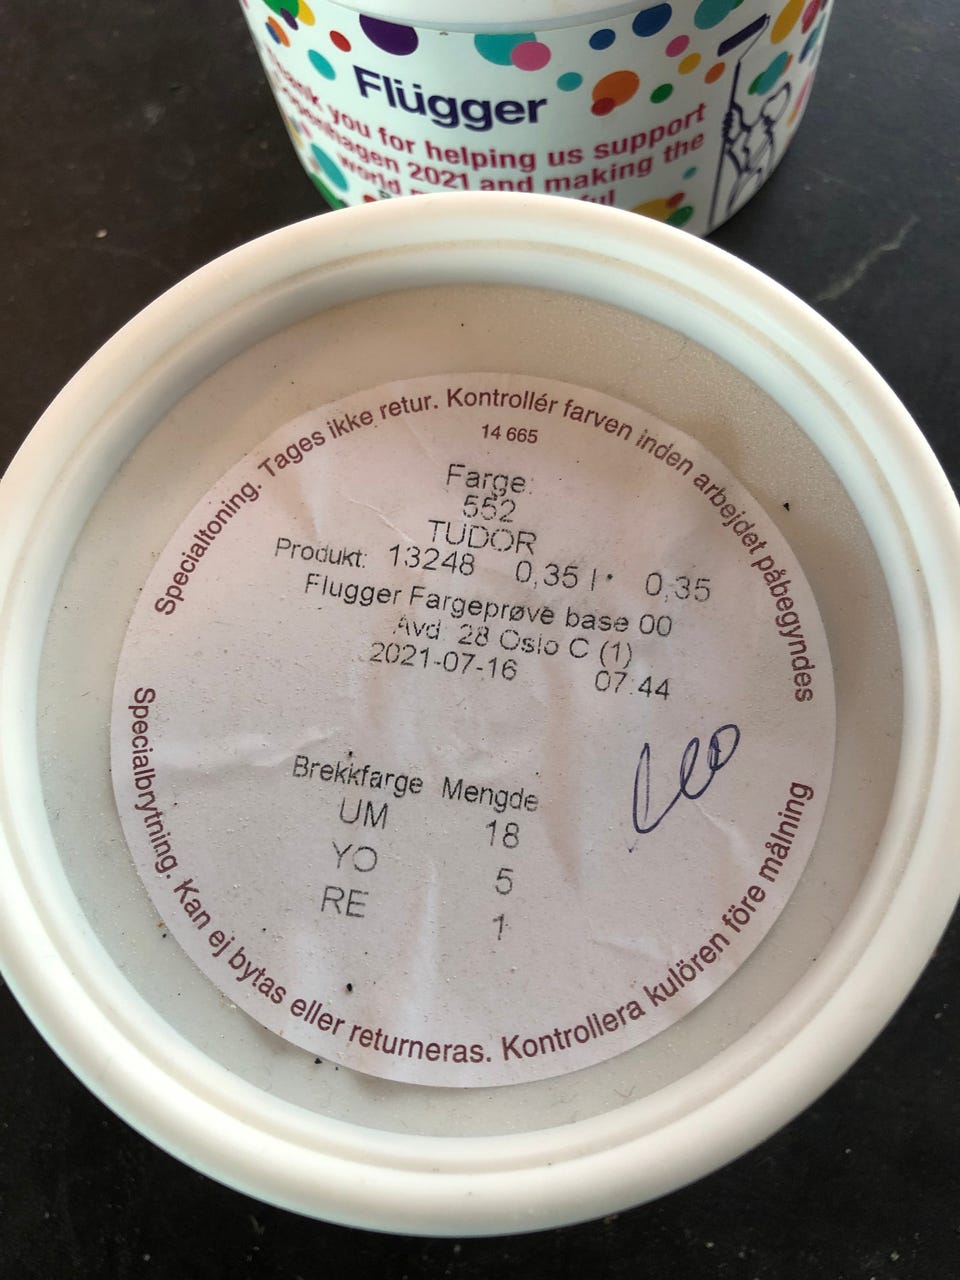 Flügger
Thank you for helping us support
Copenhagen 2021 and making the
world
Specialtoning. Tages ikke retur. Kontrollér farven inden arbejdet påbegyndes
14 665
Farge:
552
TUDOR
Produkt: 13248 0,35 l * 0,35
Flugger Fargeprøve base 00
Avd 28 Oslo C (1)
2021-07-16 07:44
Brekkfarge Mengde
UM 18
YO 5
RE 1
Leo
Specialbrytning. Kan ej bytas eller returneras. Kontrollera kulören före målning